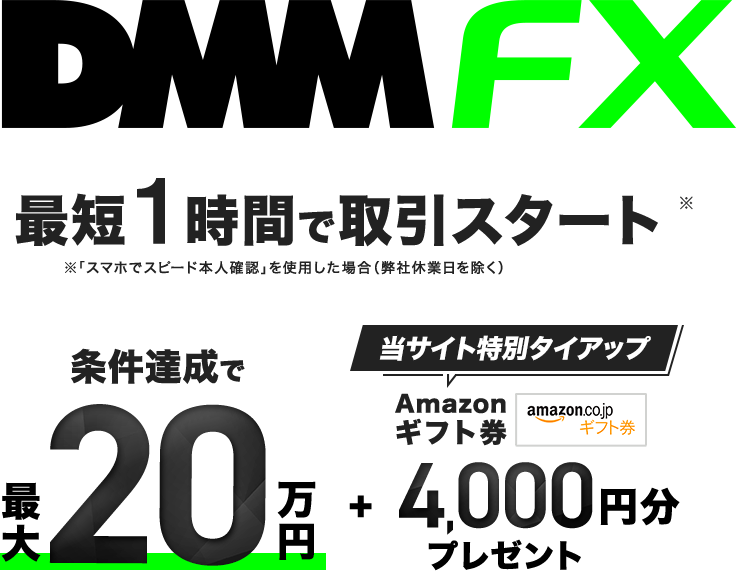 DMM FX
最短1時間で取引スタート ※
※「スマホでスピード本人確認」を使用した場合（弊社休業日を除く）
条件達成で
最大20万円
+
当サイト特別タイアップ
Amazon
ギフト券
amazon.co.jp
ギフト券
4,000円分
プレゼント